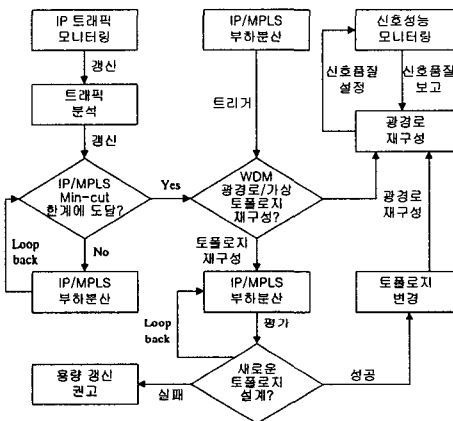 IP 트래픽
모니터링
갱신
트래픽
분석
갱신
IP/MPLS
Min-cut
한계에 도달?
Yes
No
Loop
back
IP/MPLS
부하분산
IP/MPLS
부하분산
트리거
WDM
광경로/가상
토폴로지
재구성?
토폴로지
재구성
IP/MPLS
부하분산
평가
Loop
back
새로운
토폴로지
설계?
실패
용량 갱신
권고
성공
토폴로지
변경
광경로
재구성
광경로
재구성
신호품질
설정
신호품질
보고
신호성능
모니터링